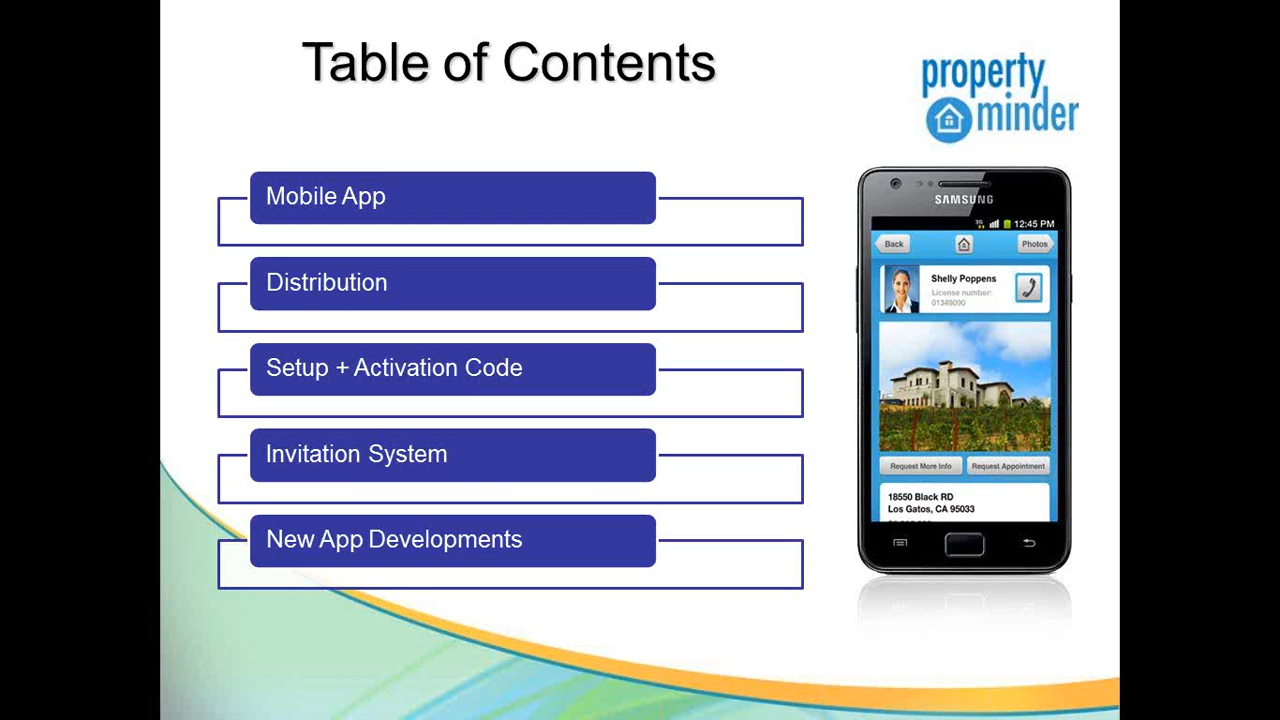 Table of Contents
property
minder
Mobile App
Distribution
Setup + Activation Code
Invitation System
New App Developments
SAMSUNG
3G
12:45 PM
Back
Photos
Shelly Poppens
License number:
01349090
Request More Info
Request Appointment
18550 Black RD
Los Gatos, CA 95033